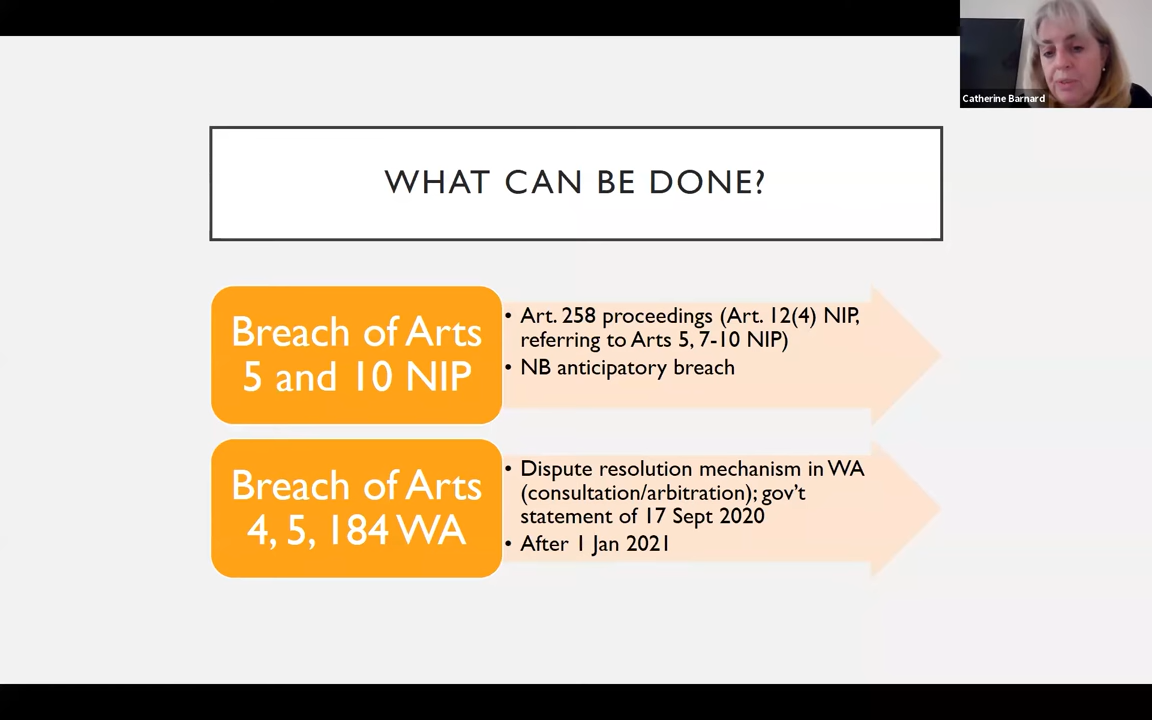 Catherine Barnard
WHAT CAN BE DONE?
Breach of Arts
5 and 10 NIP
• Art. 258 proceedings (Art. 12(4) NIP,
referring to Arts 5, 7-10 NIP)
• NB anticipatory breach
Breach of Arts
4, 5, 184 WA
• Dispute resolution mechanism in WA
(consultation/arbitration); gov't
statement of 17 Sept 2020
• After 1 Jan 2021